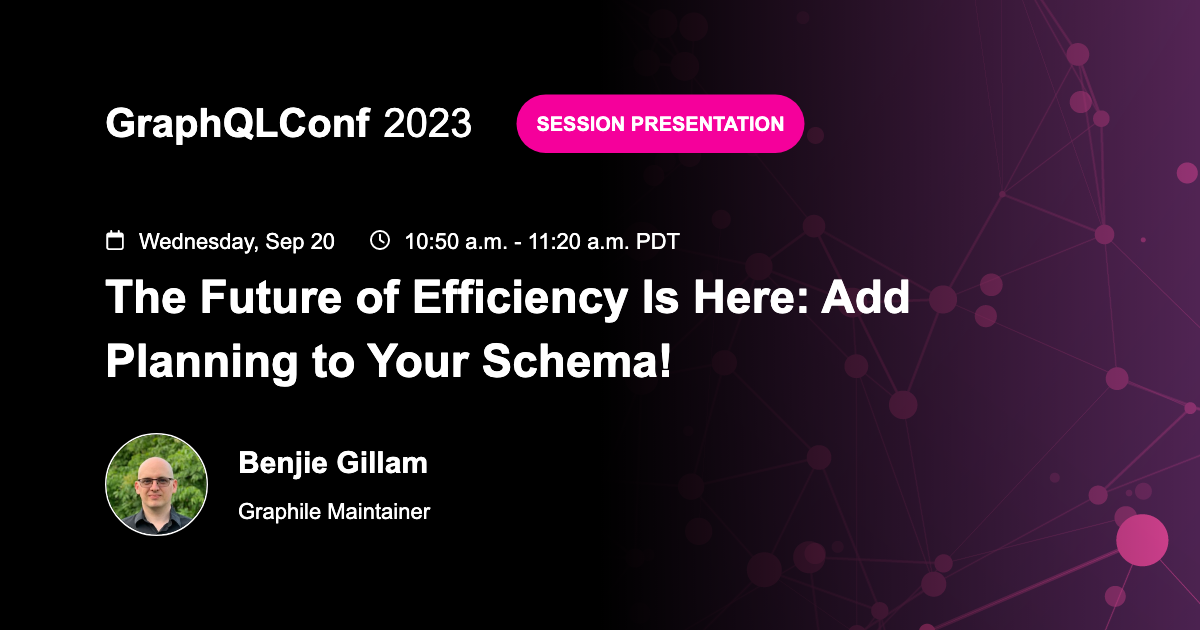 GraphQLConf 2023
SESSION PRESENTATION
Wednesday, Sep 20
10:50 a.m. - 11:20 a.m. PDT
The Future of Efficiency Is Here: Add
Planning to Your Schema!
Benjie Gillam
Graphile Maintainer